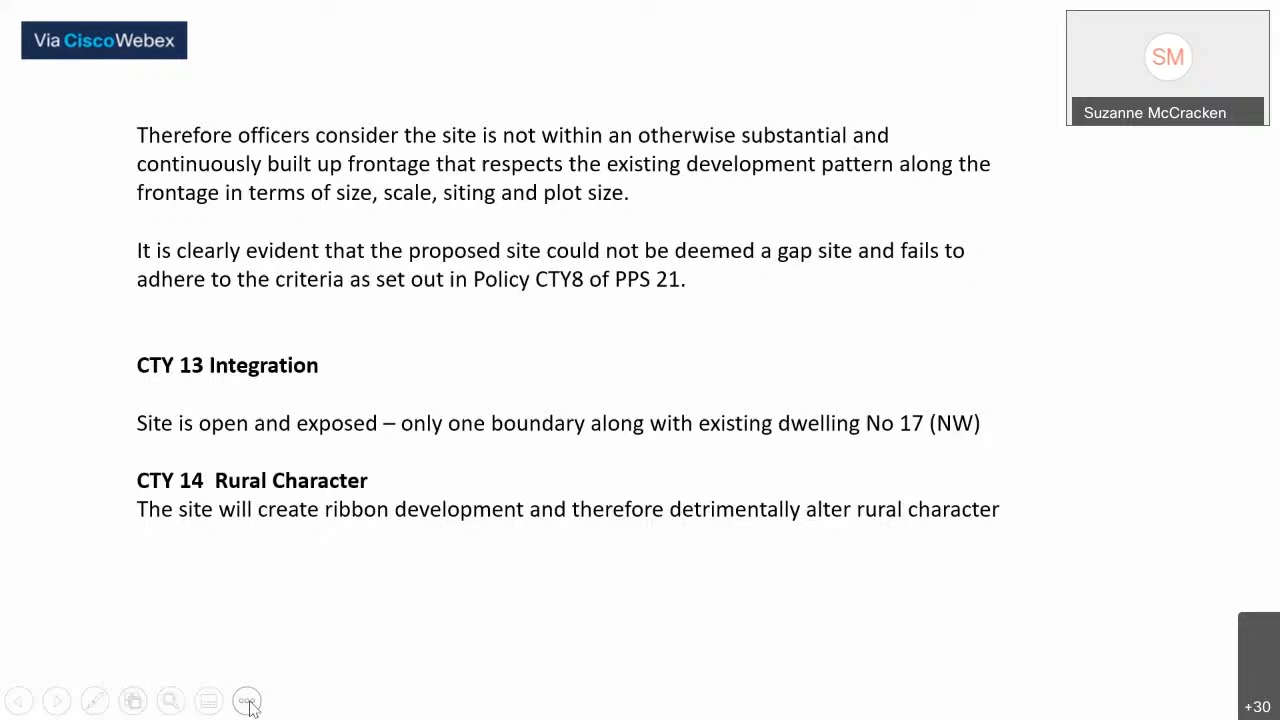 Via CiscoWebex
SM
Suzanne McCracken
Therefore officers consider the site is not within an otherwise substantial and
continuously built up frontage that respects the existing development pattern along the
frontage in terms of size, scale, siting and plot size.
It is clearly evident that the proposed site could not be deemed a gap site and fails to
adhere to the criteria as set out in Policy CTY8 of PPS 21.
CTY 13 Integration
Site is open and exposed – only one boundary along with existing dwelling No 17 (NW)
CTY 14  Rural Character
The site will create ribbon development and therefore detrimentally alter rural character
+30